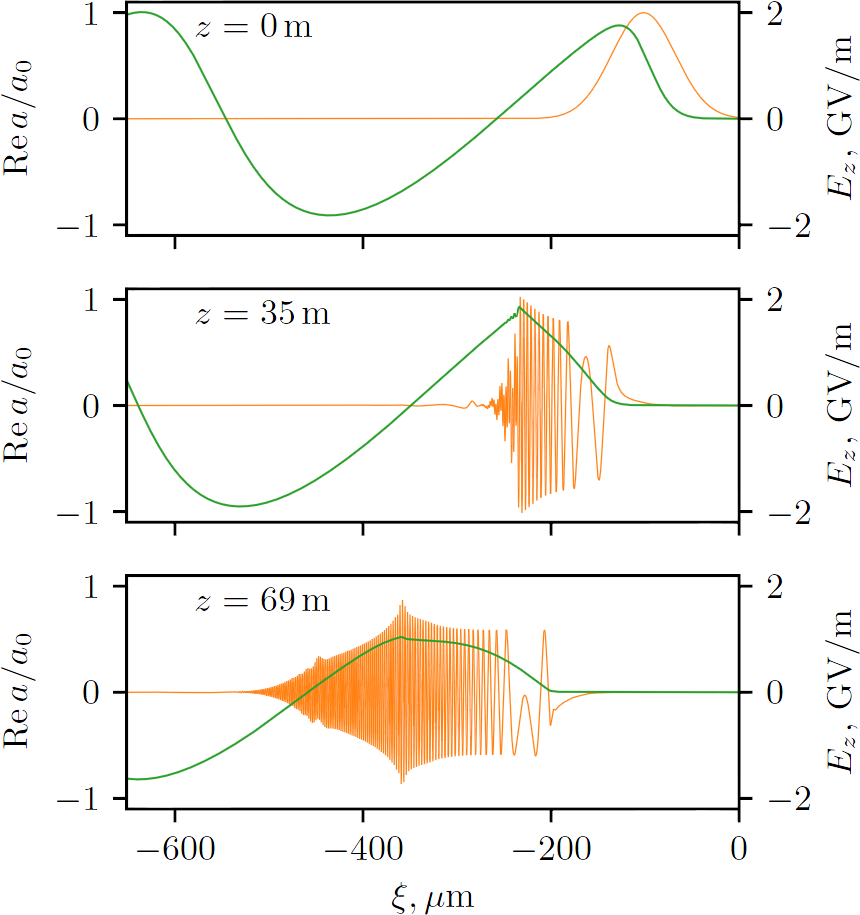 z = 0 m
1
0
−1
Re a/a₀
2
0
−2
E_z, GV/m
z = 35 m
1
0
−1
Re a/a₀
2
0
−2
E_z, GV/m
z = 69 m
1
0
−1
Re a/a₀
2
0
−2
E_z, GV/m
−600 −400 −200 0
ξ, μm